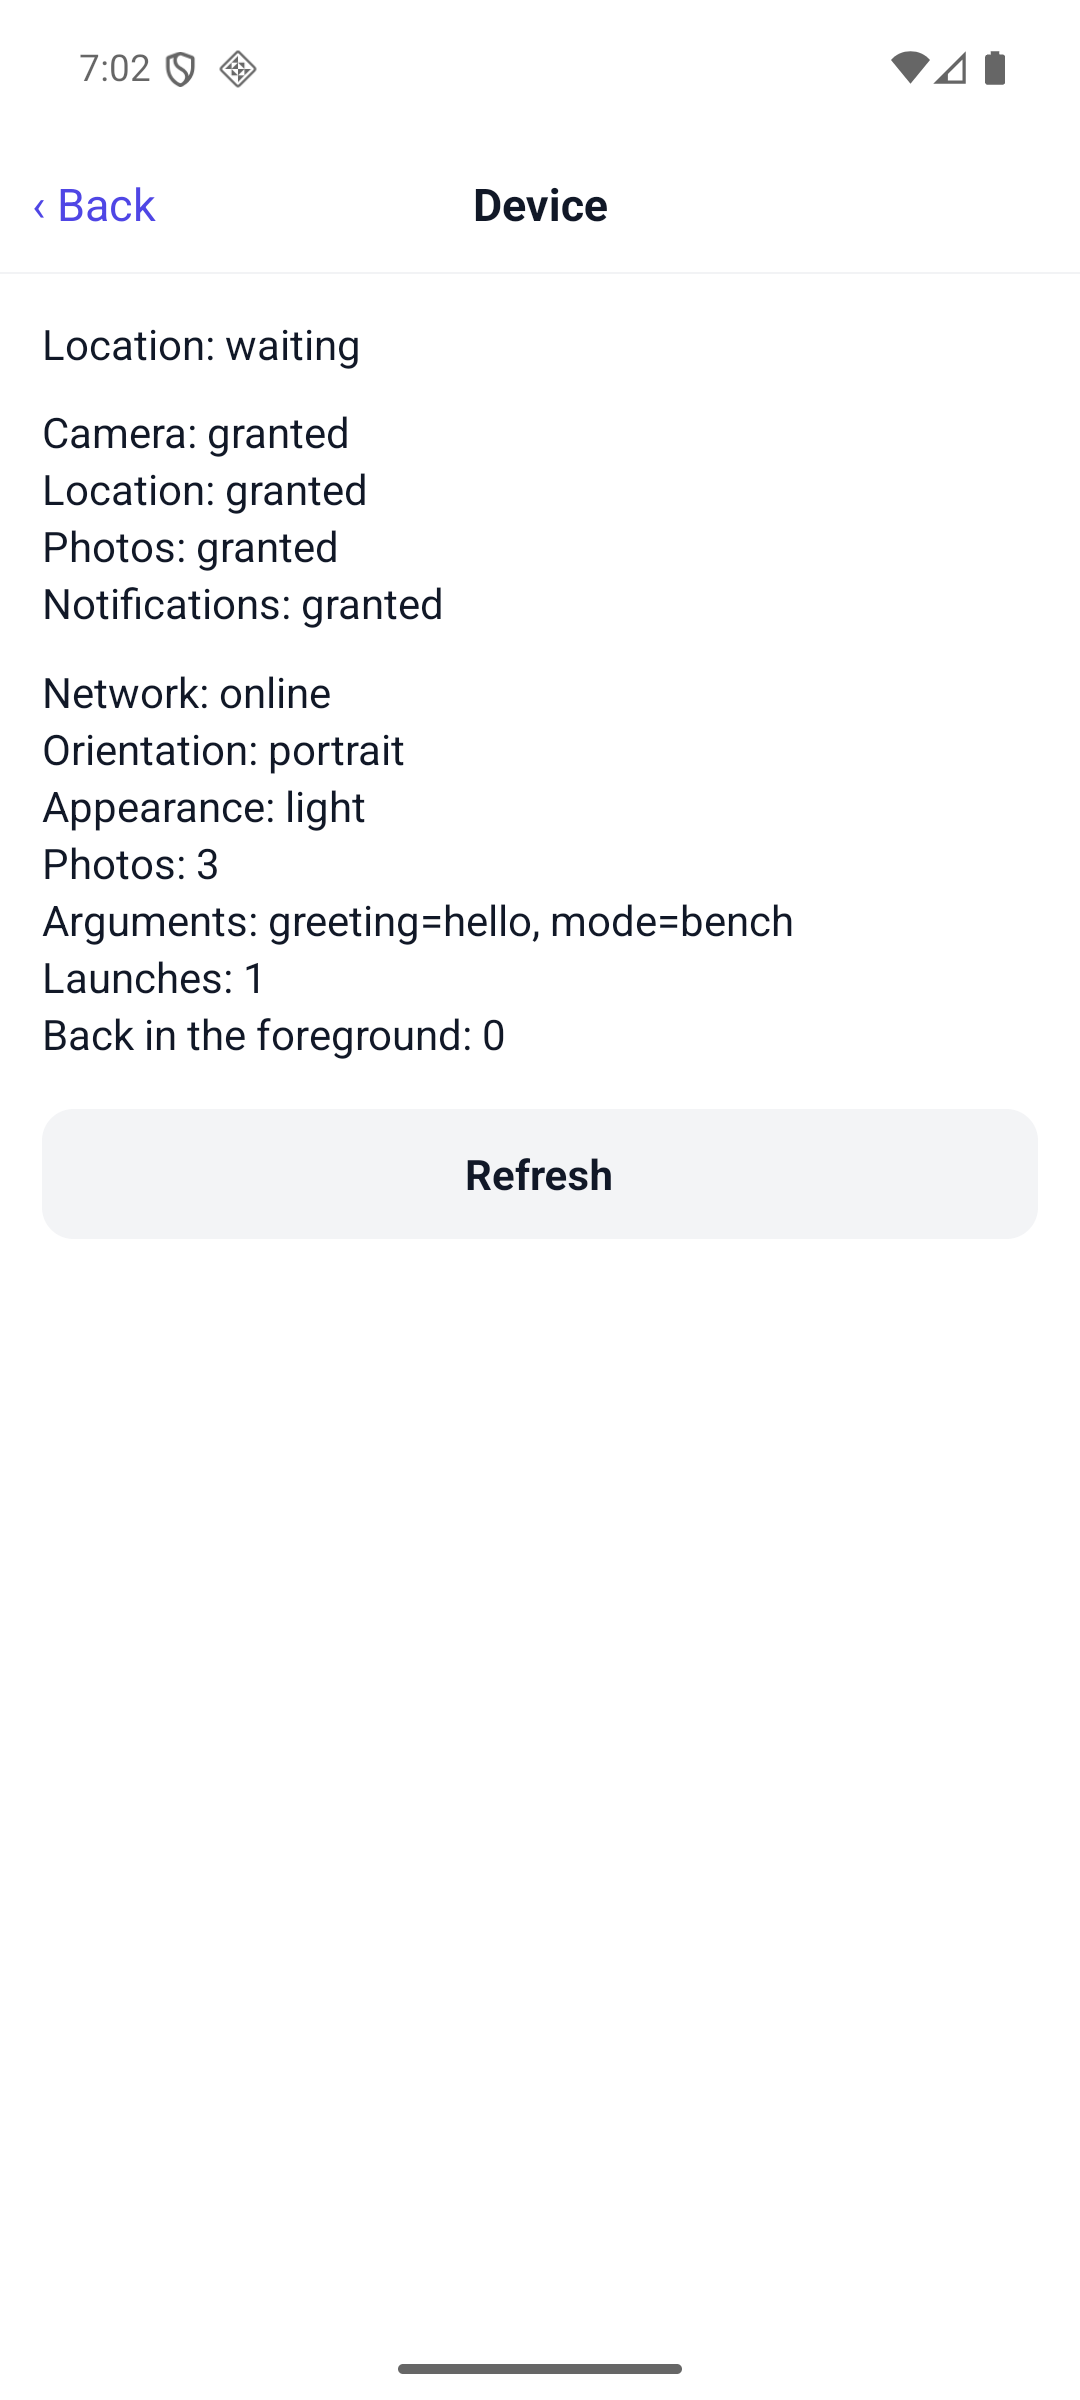 7:02
‹ Back
Device
Location: waiting
Camera: granted
Location: granted
Photos: granted
Notifications: granted
Network: online
Orientation: portrait
Appearance: light
Photos: 3
Arguments: greeting=hello, mode=bench
Launches: 1
Back in the foreground: 0
Refresh